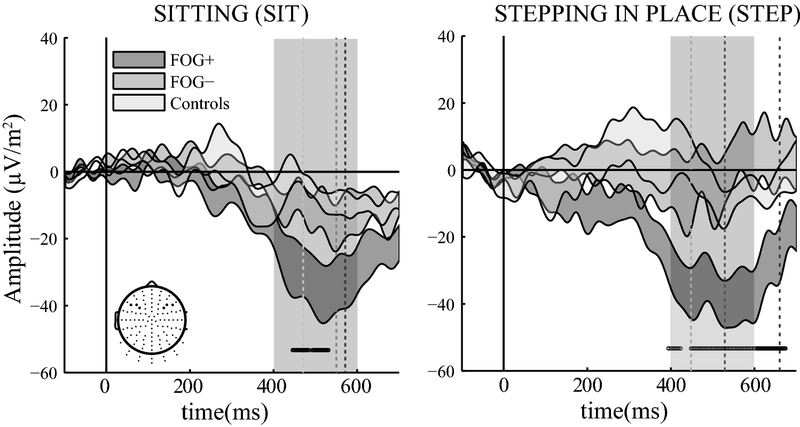 SITTING (SIT)
STEPPING IN PLACE (STEP)
Amplitude (µV/m²)
40
20
0
−20
−40
−60
FOG+
FOG−
Controls
0
200
400
600
time(ms)
40
20
0
−20
−40
−60
0
200
400
600
time(ms)